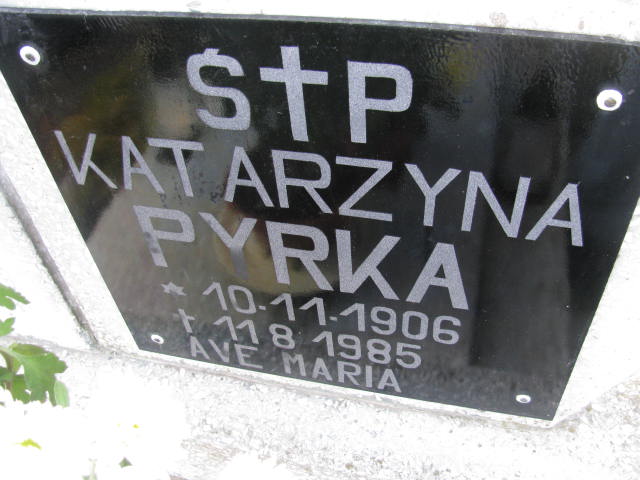 Ś✝P
KATARZYNA
PYRKA
* 10-11-1906
✝ 11 8 1985
AVE MARIA